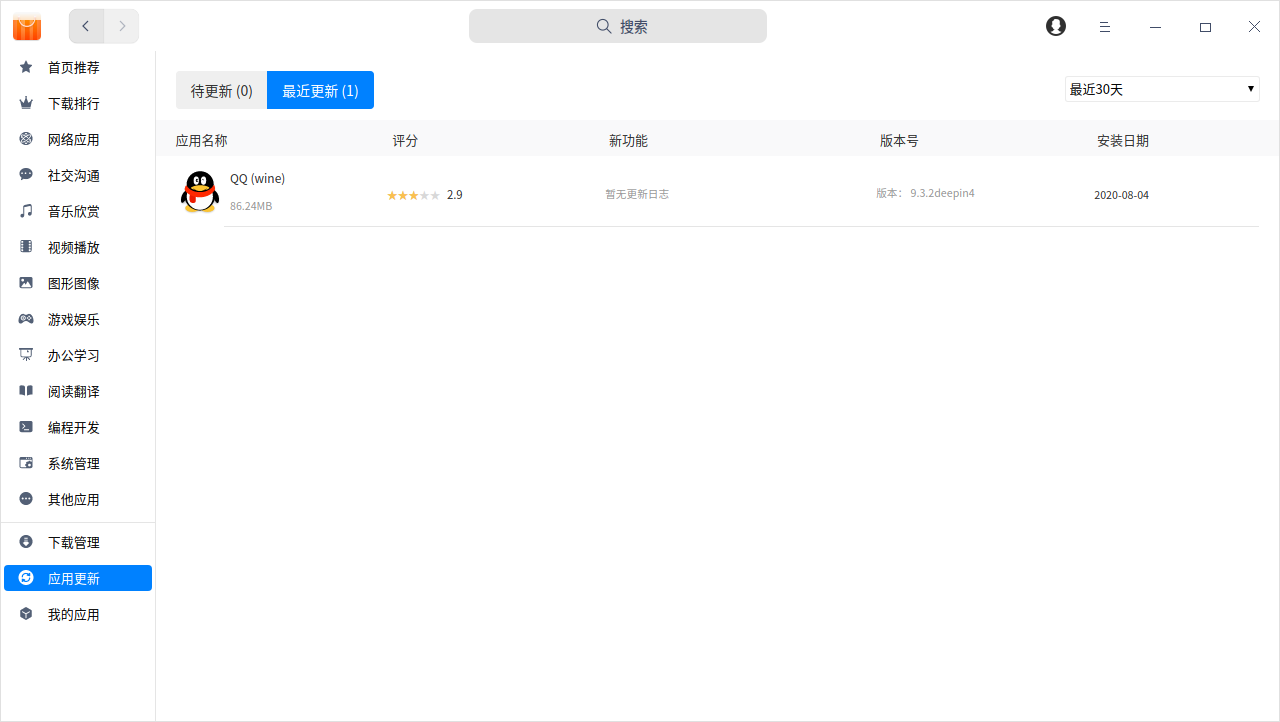 搜索
首页推荐
下载排行
网络应用
社交沟通
音乐欣赏
视频播放
图形图像
游戏娱乐
办公学习
阅读翻译
编程开发
系统管理
其他应用
下载管理
应用更新
我的应用
待更新 (0) 最近更新 (1) 最近30天
应用名称 评分 新功能 版本号 安装日期
QQ (wine)
86.24MB
2.9 暂无更新日志 版本： 9.3.2deepin4 2020-08-04